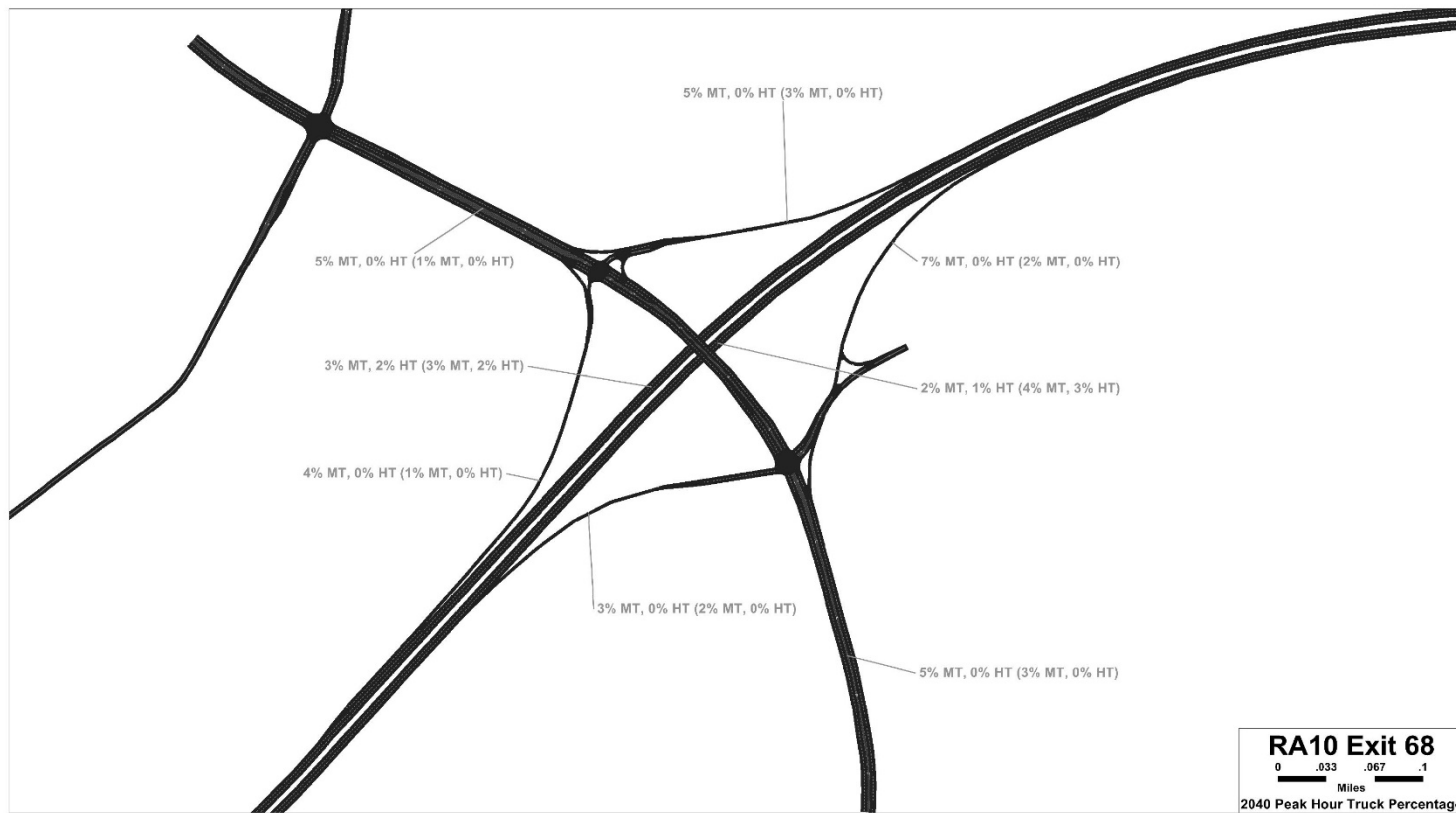 5% MT, 0% HT (3% MT, 0% HT)
5% MT, 0% HT (1% MT, 0% HT)
7% MT, 0% HT (2% MT, 0% HT)
3% MT, 2% HT (3% MT, 2% HT)
2% MT, 1% HT (4% MT, 3% HT)
4% MT, 0% HT (1% MT, 0% HT)
3% MT, 0% HT (2% MT, 0% HT)
5% MT, 0% HT (3% MT, 0% HT)
RA10 Exit 68
0 .033 .067 .1
Miles
2040 Peak Hour Truck Percentag